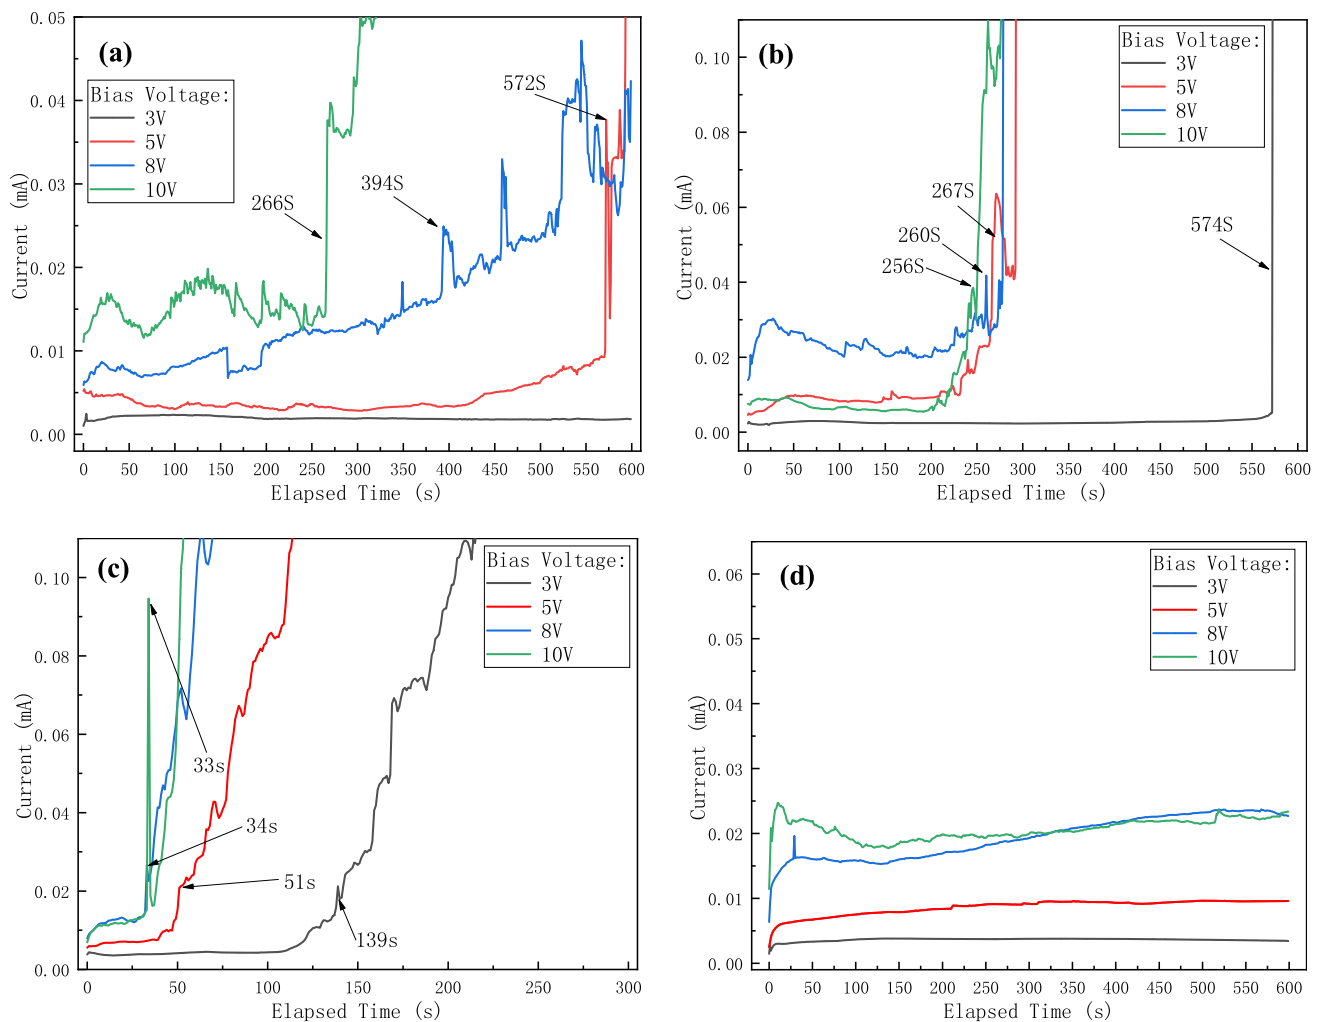 (a)
Bias Voltage:
3V
5V
8V
10V
266S
394S
572S
0.05
0.04
0.03
0.02
0.01
0.00
Current (mA)
0 50 100 150 200 250 300 350 400 450 500 550 600
Elapsed Time (s)
(b)
Bias Voltage:
3V
5V
8V
10V
267S
260S
256S
574S
0.10
0.08
0.06
0.04
0.02
0.00
Current (mA)
0 50 100 150 200 250 300 350 400 450 500 550 600
Elapsed Time (s)
(c)
Bias Voltage:
3V
5V
8V
10V
33s
34s
51s
139s
0.10
0.08
0.06
0.04
0.02
0.00
Current (mA)
0 50 100 150 200 250 300
Elapsed Time (s)
(d)
Bias Voltage:
3V
5V
8V
10V
0.06
0.05
0.04
0.03
0.02
0.01
0.00
Current (mA)
0 50 100 150 200 250 300 350 400 450 500 550 600
Elapsed Time (s)